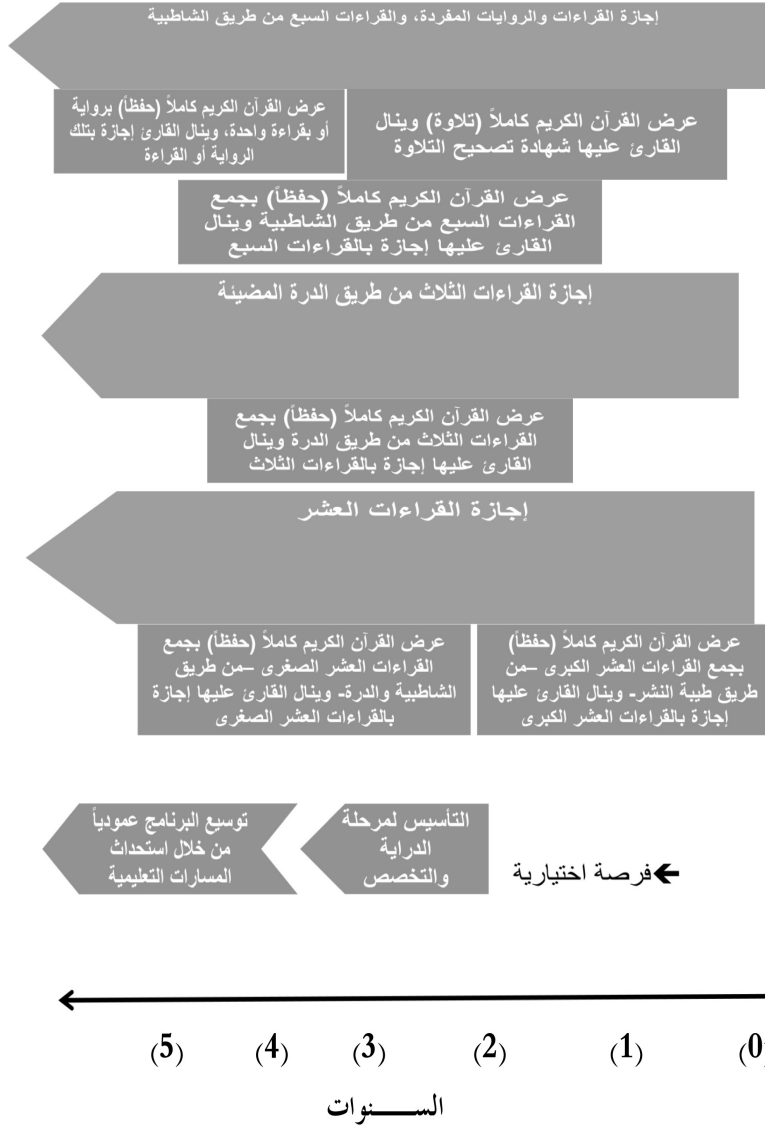 إجازة القراءات والروايات المفردة، والقراءات السبع من طريق الشاطبية
عرض القرآن الكريم كاملاً (تلاوة) وينال
القارئ عليها شهادة تصحيح التلاوة
عرض القرآن الكريم كاملاً (حفظاً) برواية
أو بقراءة واحدة، وينال القارئ إجازة بتلك
الرواية أو القراءة
عرض القرآن الكريم كاملاً (حفظاً) بجمع
القراءات السبع من طريق الشاطبية وينال
القارئ عليها إجازة بالقراءات السبع
إجازة القراءات الثلاث من طريق الدرة المضيئة
عرض القرآن الكريم كاملاً (حفظاً) بجمع
القراءات الثلاث من طريق الدرة وينال
القارئ عليها إجازة بالقراءات الثلاث
إجازة القراءات العشر
عرض القرآن الكريم كاملاً (حفظاً)
بجمع القراءات العشر الكبرى –من
طريق طيبة النشر- وينال القارئ عليها
إجازة بالقراءات العشر الكبرى
عرض القرآن الكريم كاملاً (حفظاً) بجمع
القراءات العشر الصغرى –من طريق
الشاطبية والدرة- وينال القارئ عليها إجازة
بالقراءات العشر الصغرى
←فرصة اختيارية
التأسيس لمرحلة
الدراية
والتخصص
توسيع البرنامج عمودياً
من خلال استحداث
المسارات التعليمية
(0) (1) (2) (3) (4) (5)
الســـــنوات